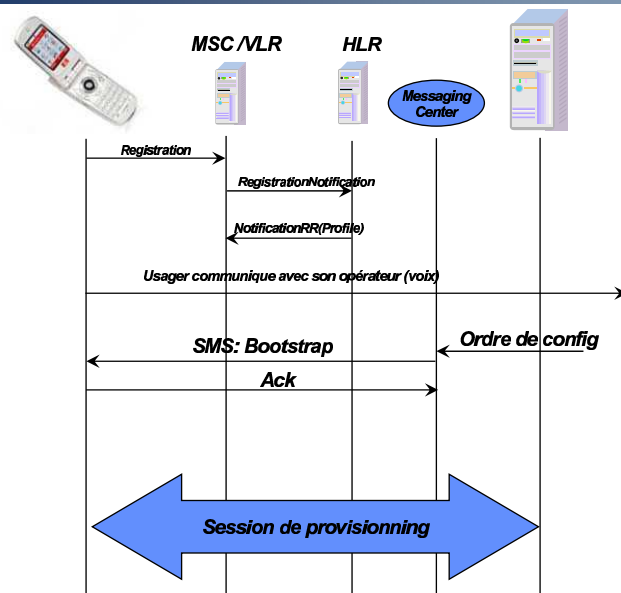 MSC /VLR
HLR
Messaging
Center
Registration
RegistrationNotification
NotificationRR(Profile)
Usager communique avec son opérateur (voix)
Ordre de config
SMS: Bootstrap
Ack
Session de provisionning